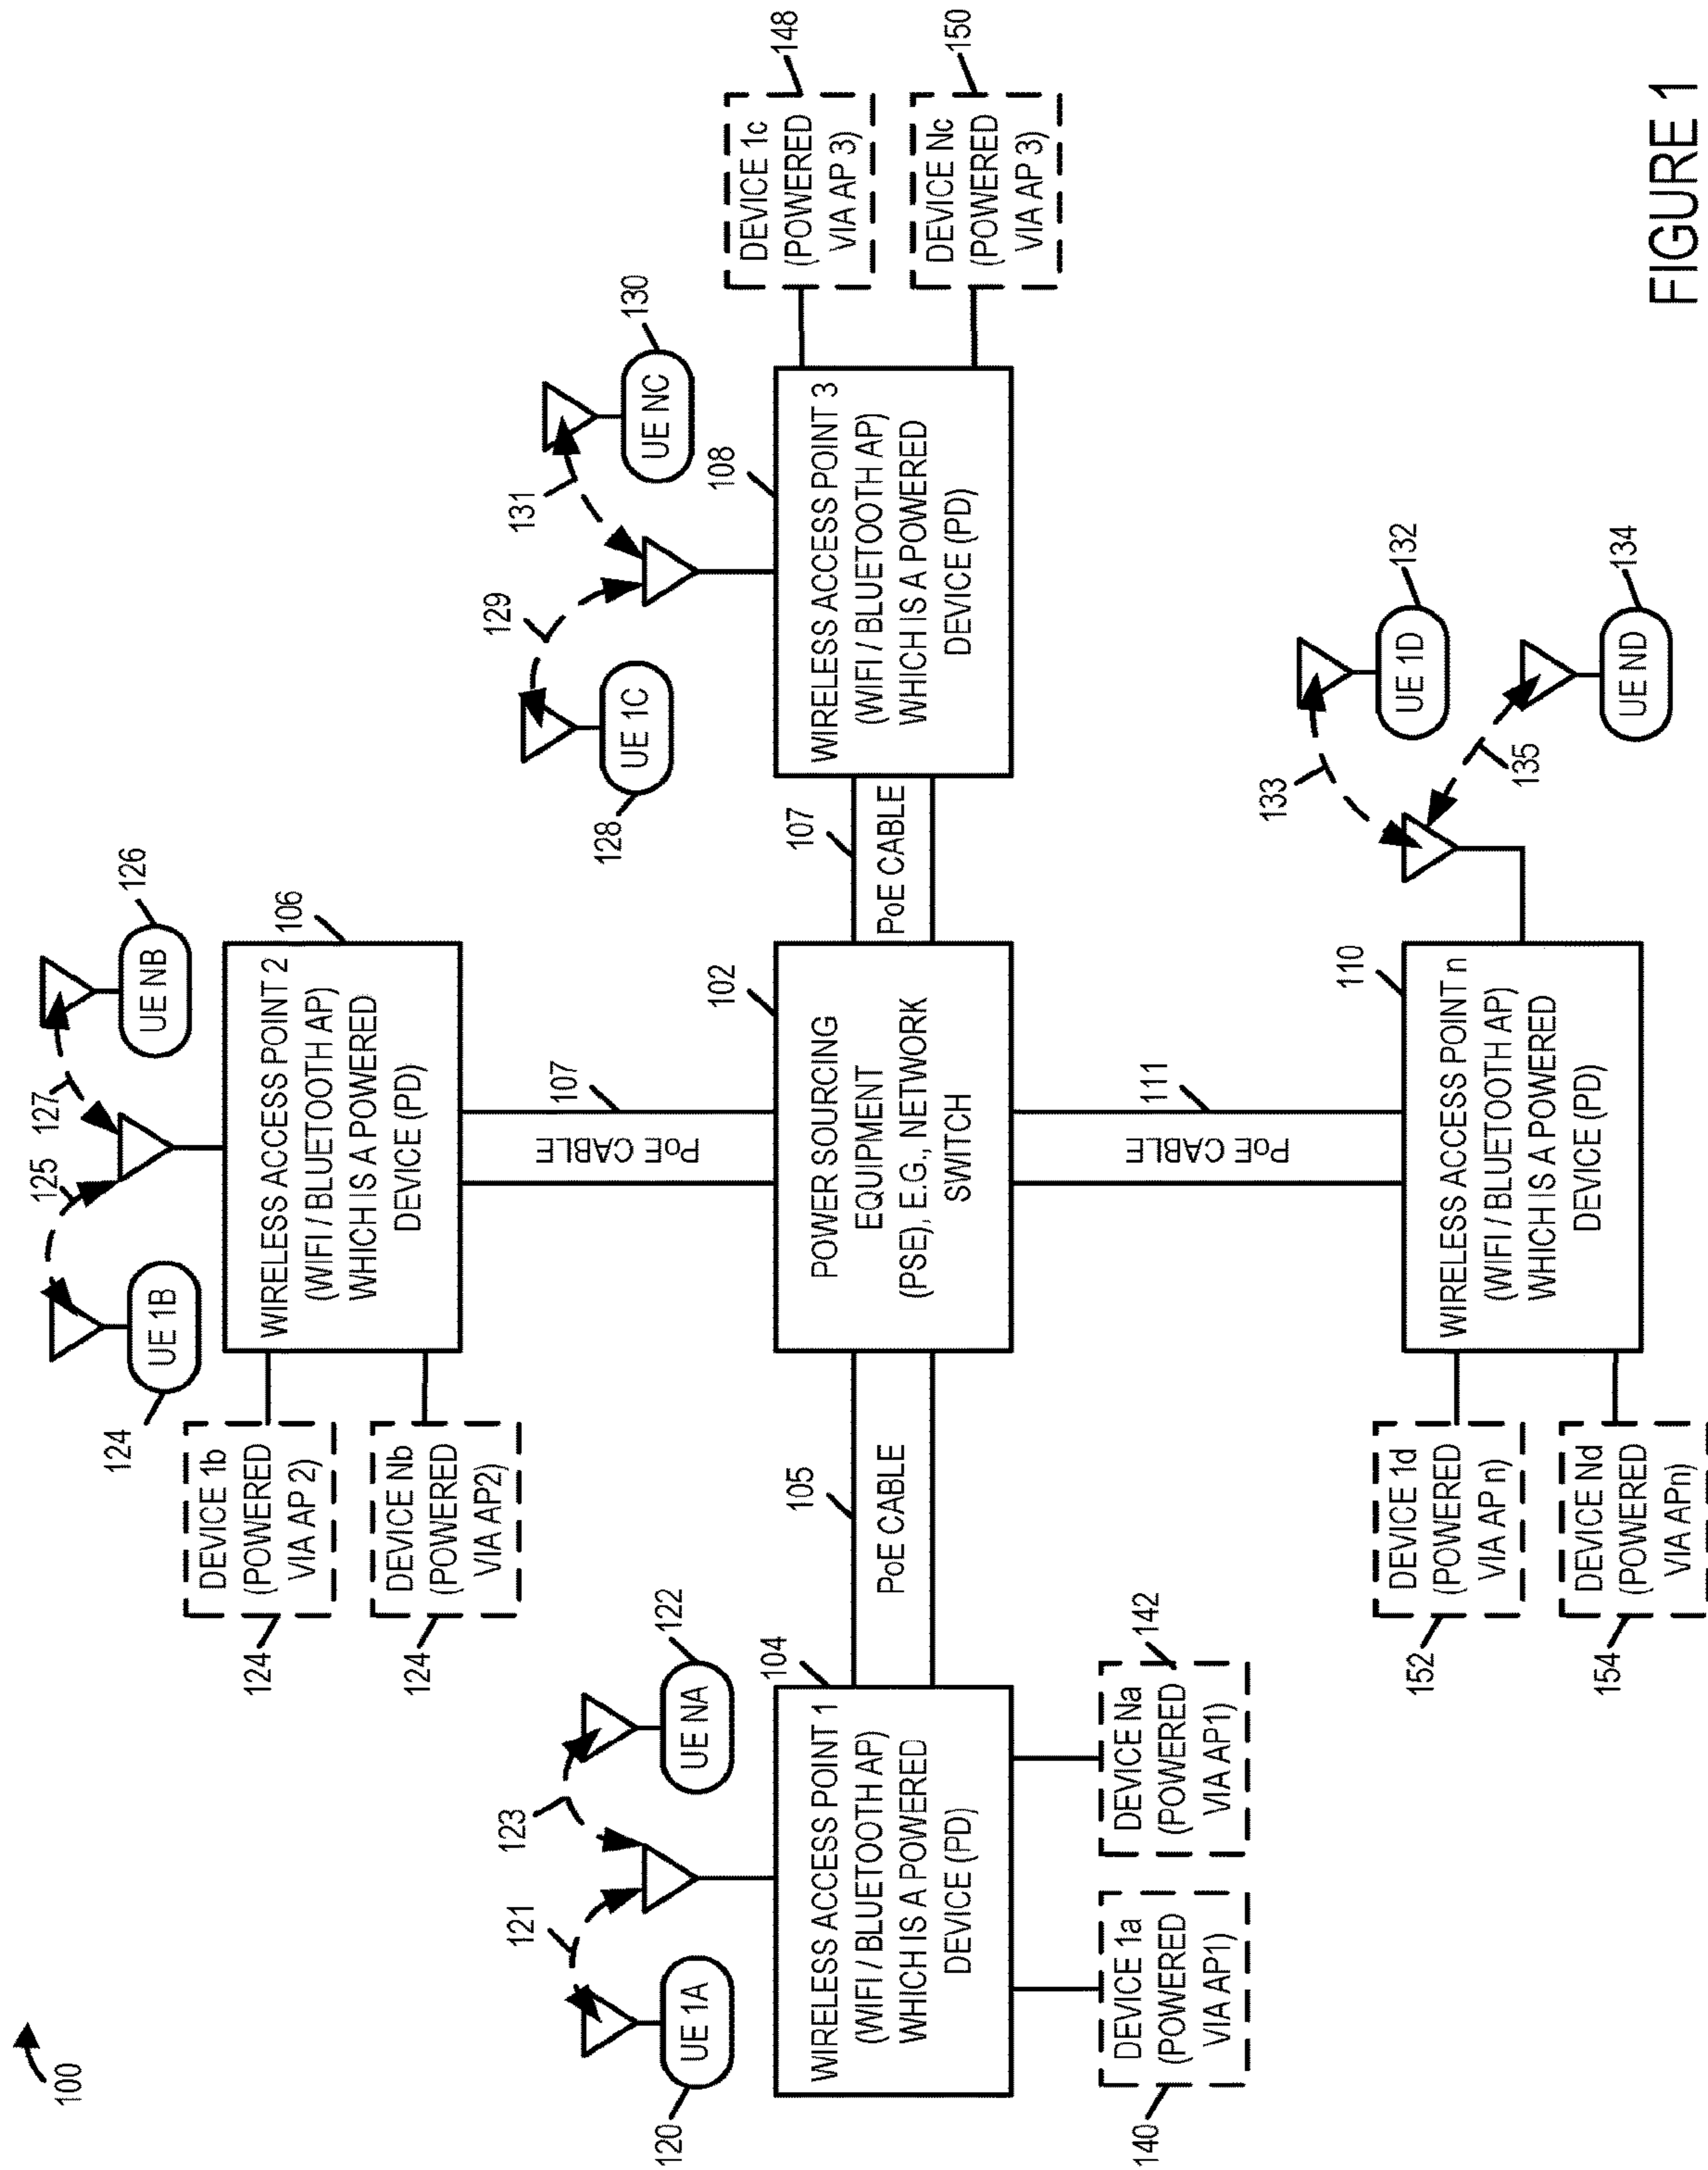 100
124
UE 1B
125
127
UE NB
126
DEVICE 1b
(POWERED
VIA AP 2)
124
DEVICE Nb
(POWERED
VIA AP2)
124
WIRELESS ACCESS POINT 2
(WIFI / BLUETOOTH AP)
WHICH IS A POWERED
DEVICE (PD)
106
PoE CABLE
107
120
UE 1A
121
123
UE NA
122
WIRELESS ACCESS POINT 1
(WIFI / BLUETOOTH AP)
WHICH IS A POWERED
DEVICE (PD)
104
105
PoE CABLE
POWER SOURCING
EQUIPMENT
(PSE), E.G., NETWORK
SWITCH
102
107
PoE CABLE
128
UE 1C
129
131
UE NC
130
WIRELESS ACCESS POINT 3
(WIFI / BLUETOOTH AP)
WHICH IS A POWERED
DEVICE (PD)
108
DEVICE 1c
(POWERED
VIA AP 3)
148
DEVICE Nc
(POWERED
VIA AP 3)
150
140
DEVICE 1a
(POWERED
VIA AP1)
DEVICE Na
(POWERED
VIA AP1)
142
PoE CABLE
111
152
DEVICE 1d
(POWERED
VIA AP n)
154
DEVICE Nd
(POWERED
VIA APn)
WIRELESS ACCESS POINT n
(WIFI / BLUETOOTH AP)
WHICH IS A POWERED
DEVICE (PD)
110
133
UE 1D
132
135
UE ND
134
FIGURE 1